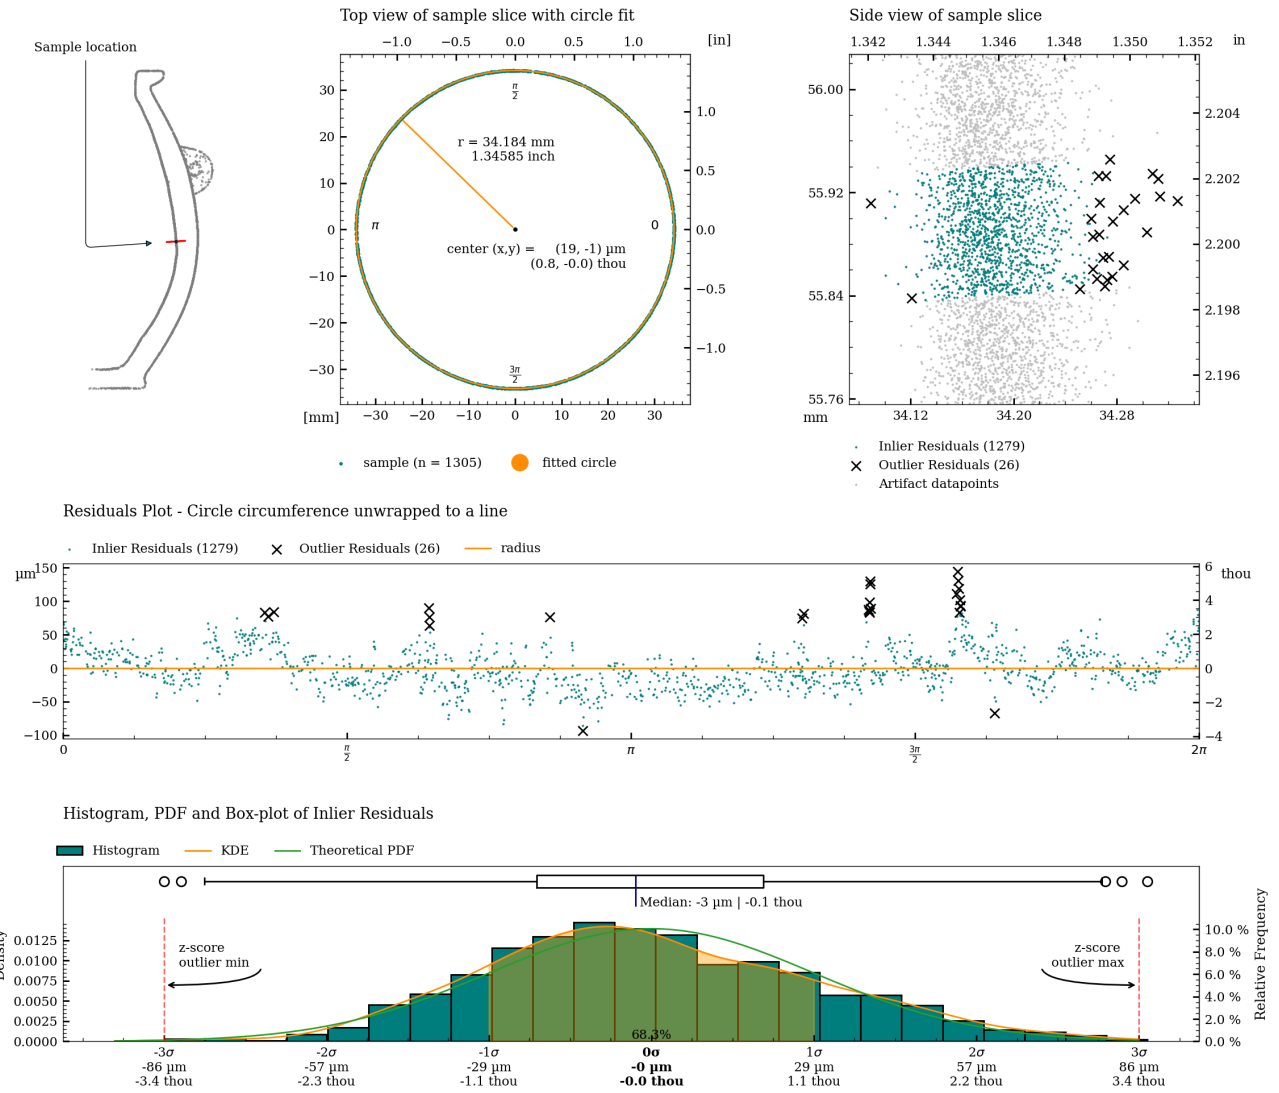 Top view of sample slice with circle fit
Side view of sample slice
Sample location
−1.0 −0.5 0.0 0.5 1.0 [in]
30
20
10
0
−10
−20
−30
1.0
0.5
0.0
−0.5
−1.0
π/2
π
0
3π/2
r = 34.184 mm
1.34585 inch
center (x,y) = (19, -1) µm
(0.8, -0.0) thou
[mm] −30 −20 −10 0 10 20 30
sample (n = 1305)
fitted circle
1.342 1.344 1.346 1.348 1.350 1.352 in
56.00
55.92
55.84
55.76
2.204
2.202
2.200
2.198
2.196
mm 34.12 34.20 34.28
Inlier Residuals (1279)
Outlier Residuals (26)
Artifact datapoints
Residuals Plot - Circle circumference unwrapped to a line
Inlier Residuals (1279) Outlier Residuals (26) radius
µm
150
100
50
0
−50
−100
thou
6
4
2
0
−2
−4
0 π/2 π 3π/2 2π
Histogram, PDF and Box-plot of Inlier Residuals
Histogram KDE Theoretical PDF
Median: -3 µm | -0.1 thou
Density
0.0125
0.0100
0.0075
0.0050
0.0025
0.0000
z-score
outlier min
z-score
outlier max
68.3%
10.0 %
8.0 %
6.0 %
4.0 %
2.0 %
0.0 %
Relative Frequency
-3σ -2σ -1σ 0σ 1σ 2σ 3σ
-86 µm -57 µm -29 µm -0 µm 29 µm 57 µm 86 µm
-3.4 thou -2.3 thou -1.1 thou -0.0 thou 1.1 thou 2.2 thou 3.4 thou